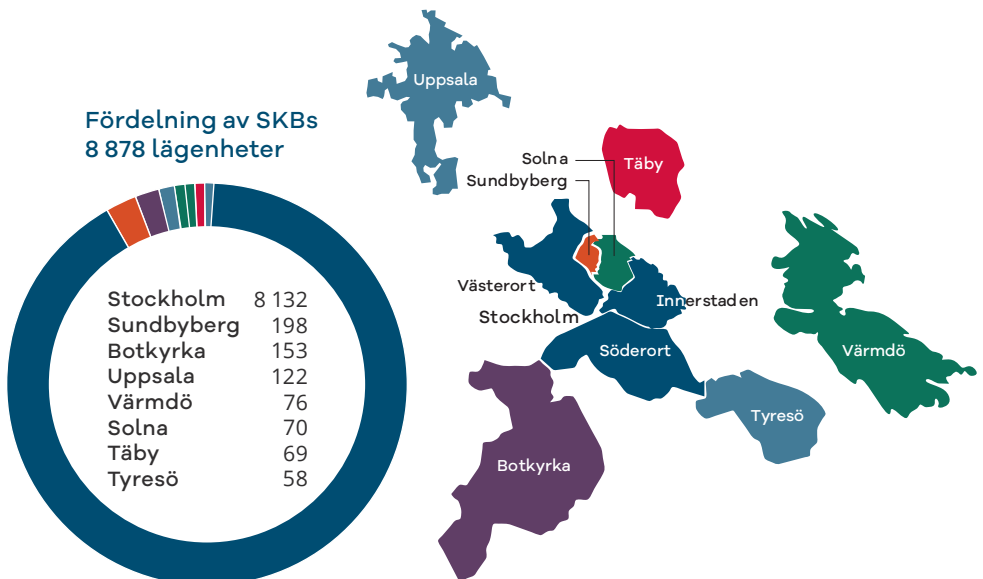 Fördelning av SKBs
8 878 lägenheter
Stockholm 8 132
Sundbyberg 198
Botkyrka 153
Uppsala 122
Värmdö 76
Solna 70
Täby 69
Tyresö 58
Uppsala
Solna
Täby
Sundbyberg
Västerort
Innerstaden
Stockholm
Söderort
Värmdö
Tyresö
Botkyrka